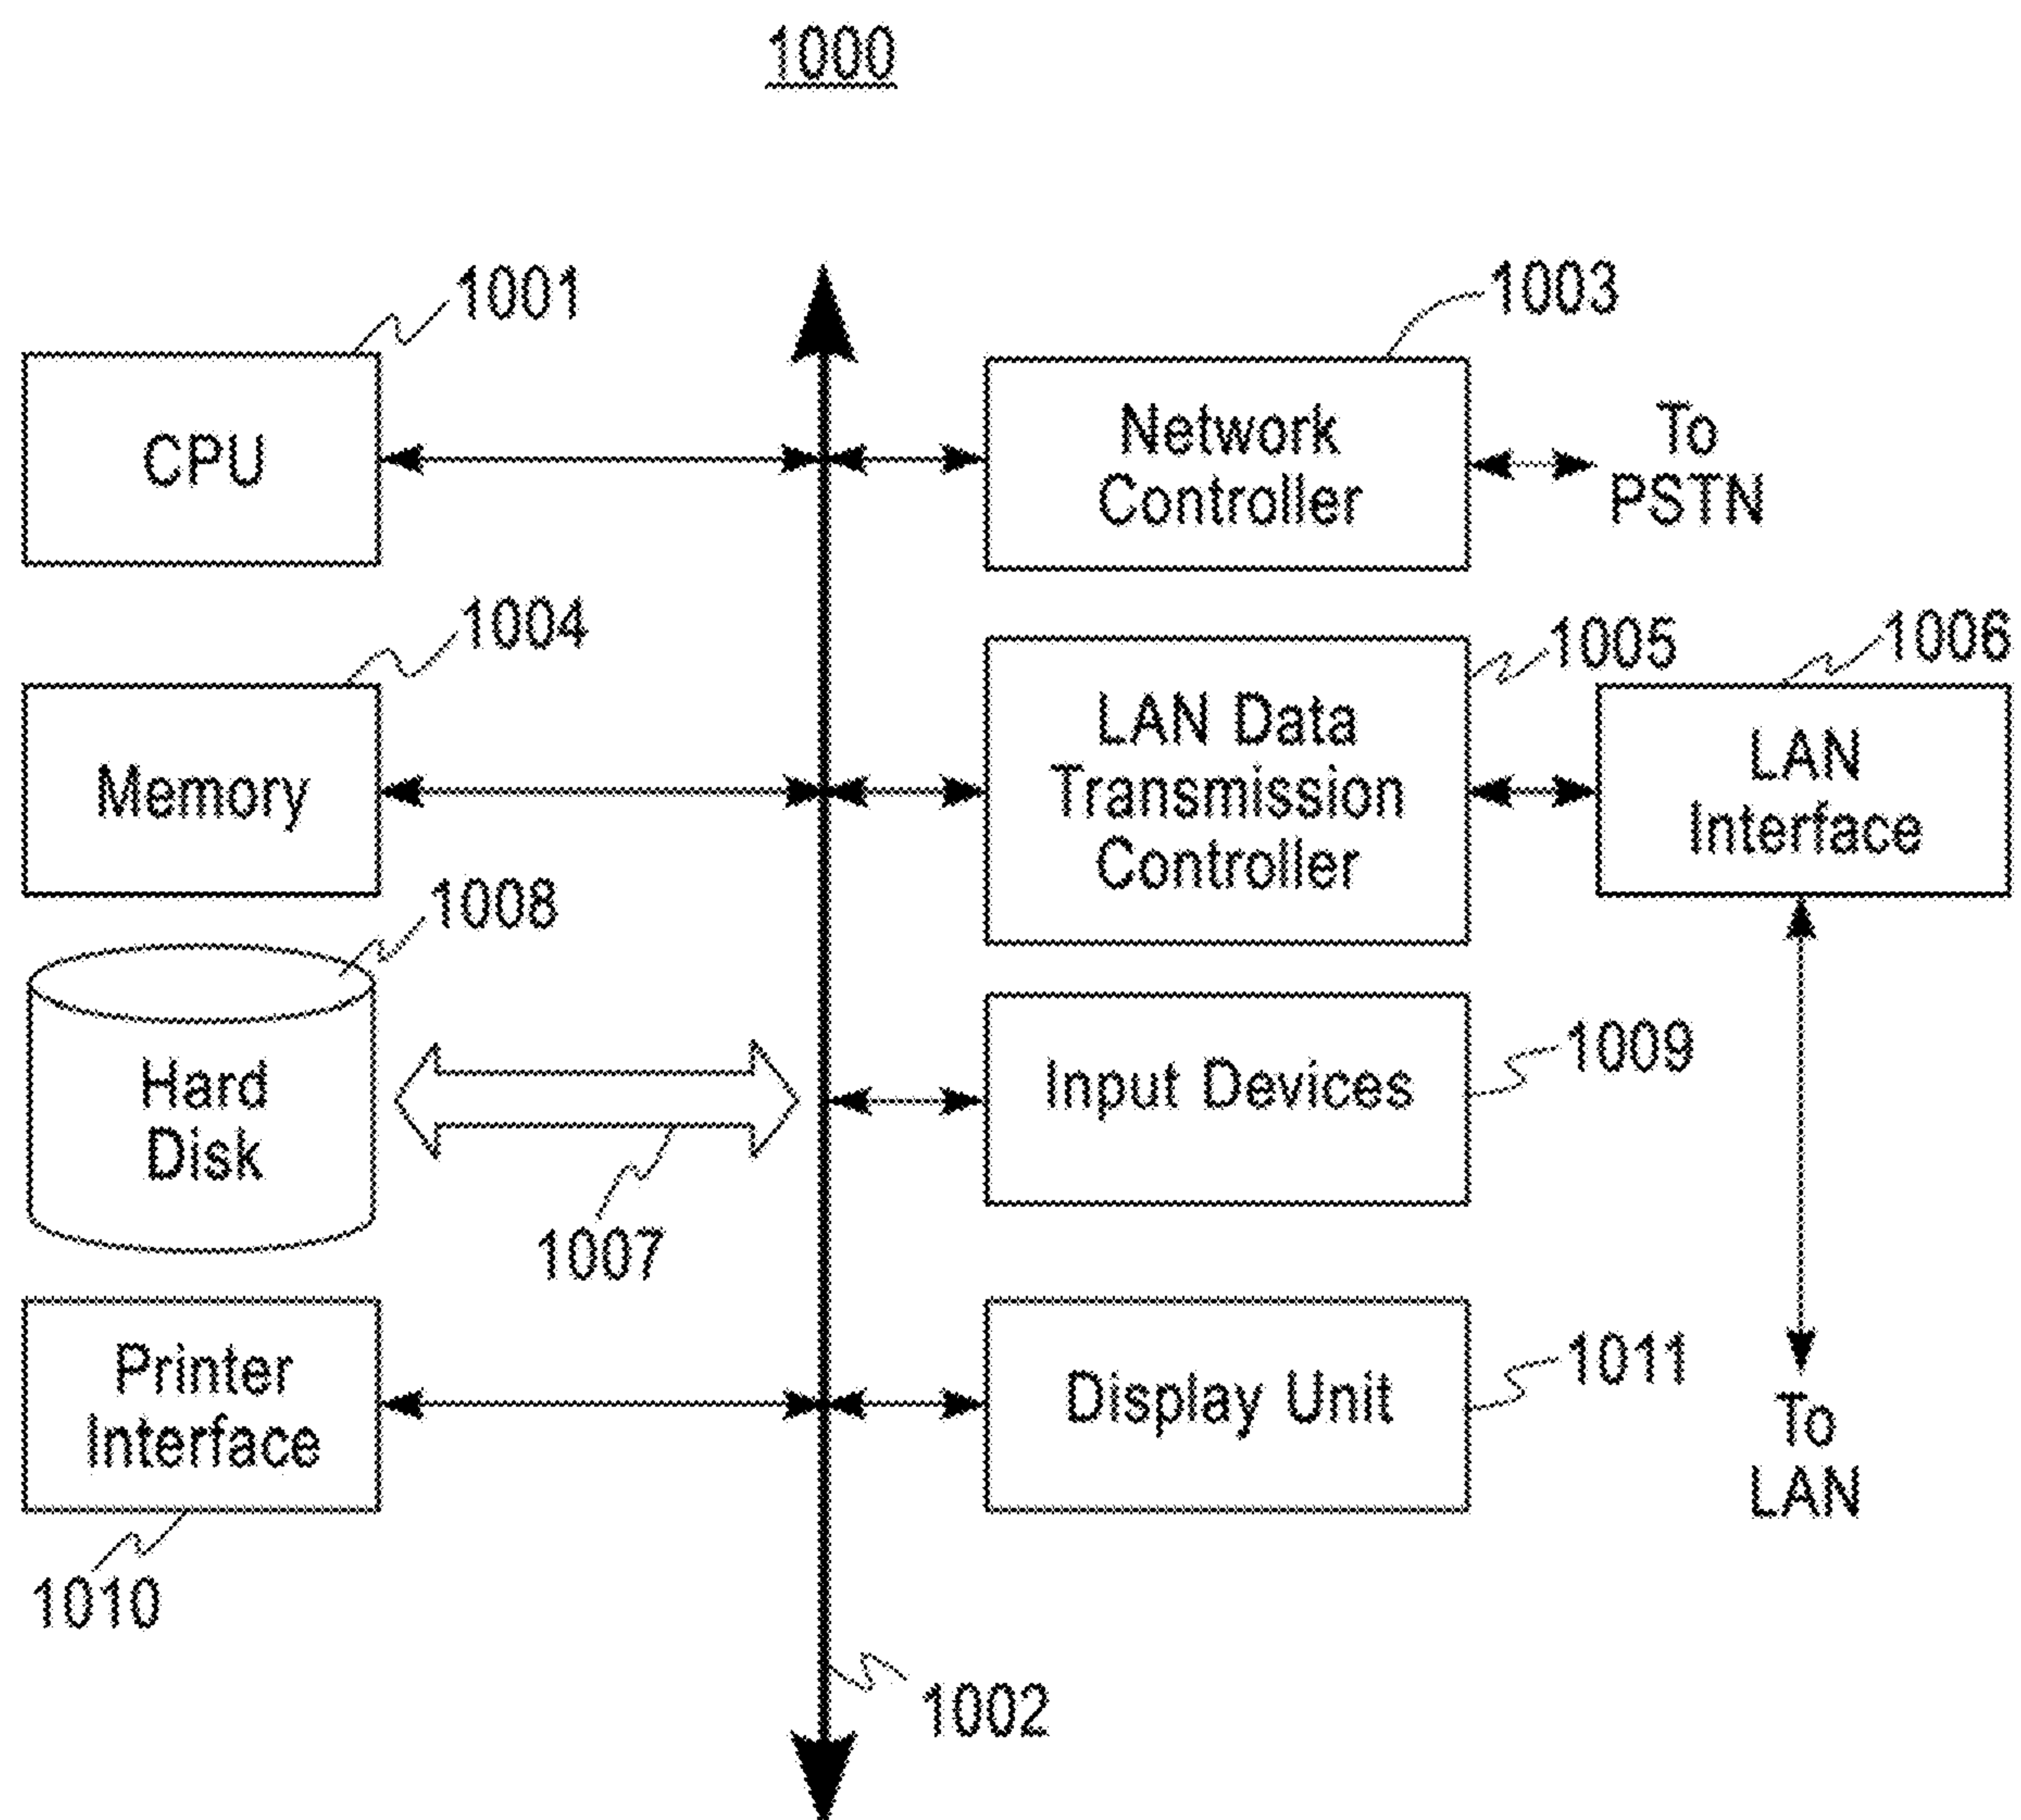 1000
1001
1003
CPU
Network
Controller
To
PSTN
1004
1005
1006
Memory
LAN Data
Transmission
Controller
LAN
Interface
1008
Hard
Disk
1007
Input Devices
1009
Printer
Interface
1010
Display Unit
1011
To
LAN
1002